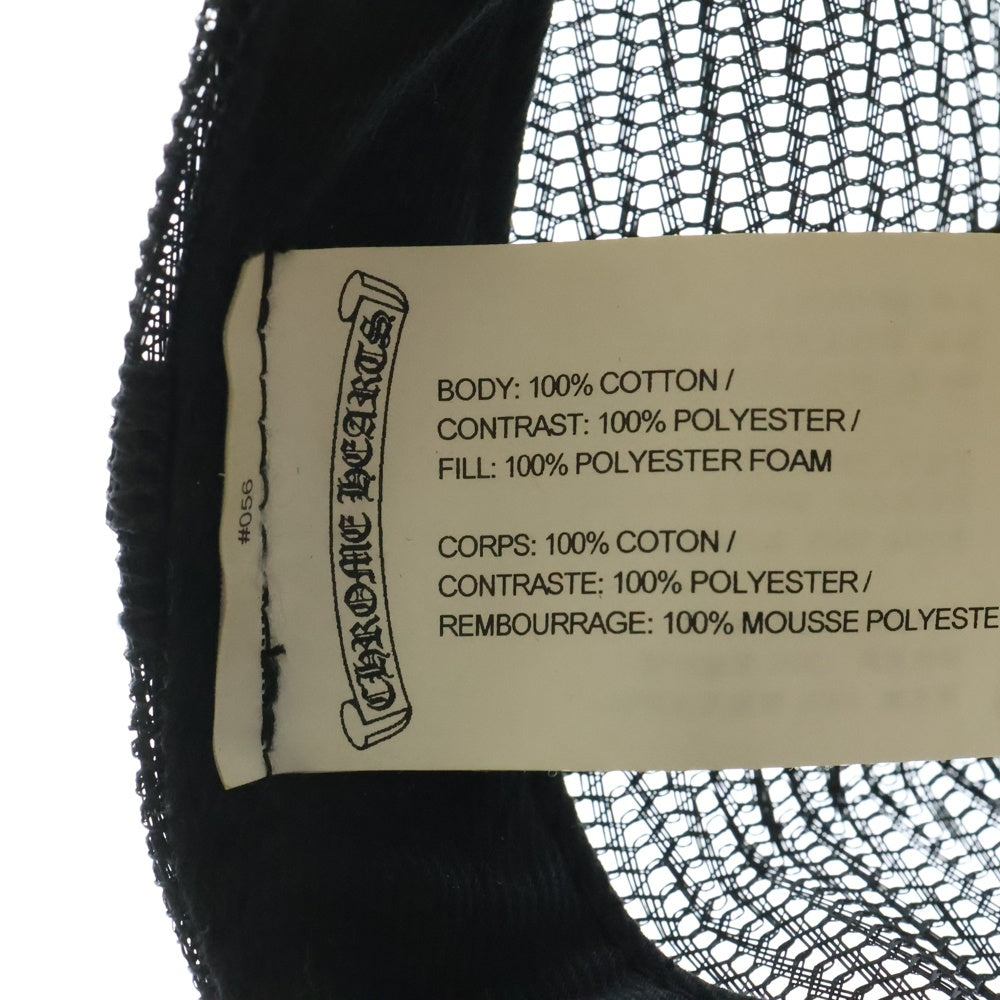 #056
CHROME HEARTS
BODY: 100% COTTON /
CONTRAST: 100% POLYESTER /
FILL: 100% POLYESTER FOAM
CORPS: 100% COTON /
CONTRASTE: 100% POLYESTER /
REMBOURRAGE: 100% MOUSSE POLYESTE